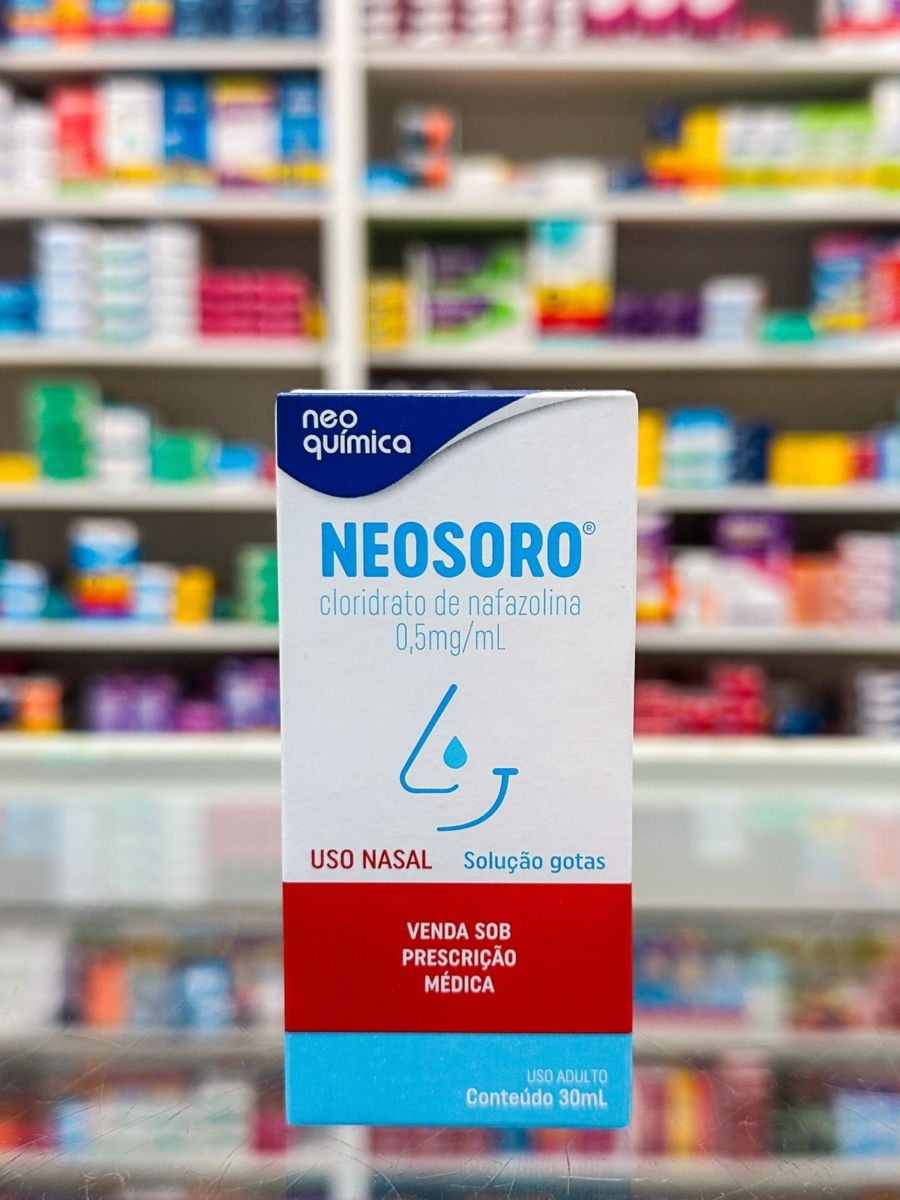 neo
química
NEOSORO®
cloridrato de nafazolina
0,5mg/mL
USO NASAL Solução gotas
VENDA SOB
PRESCRIÇÃO
MÉDICA
USO ADULTO
Conteúdo 30mL